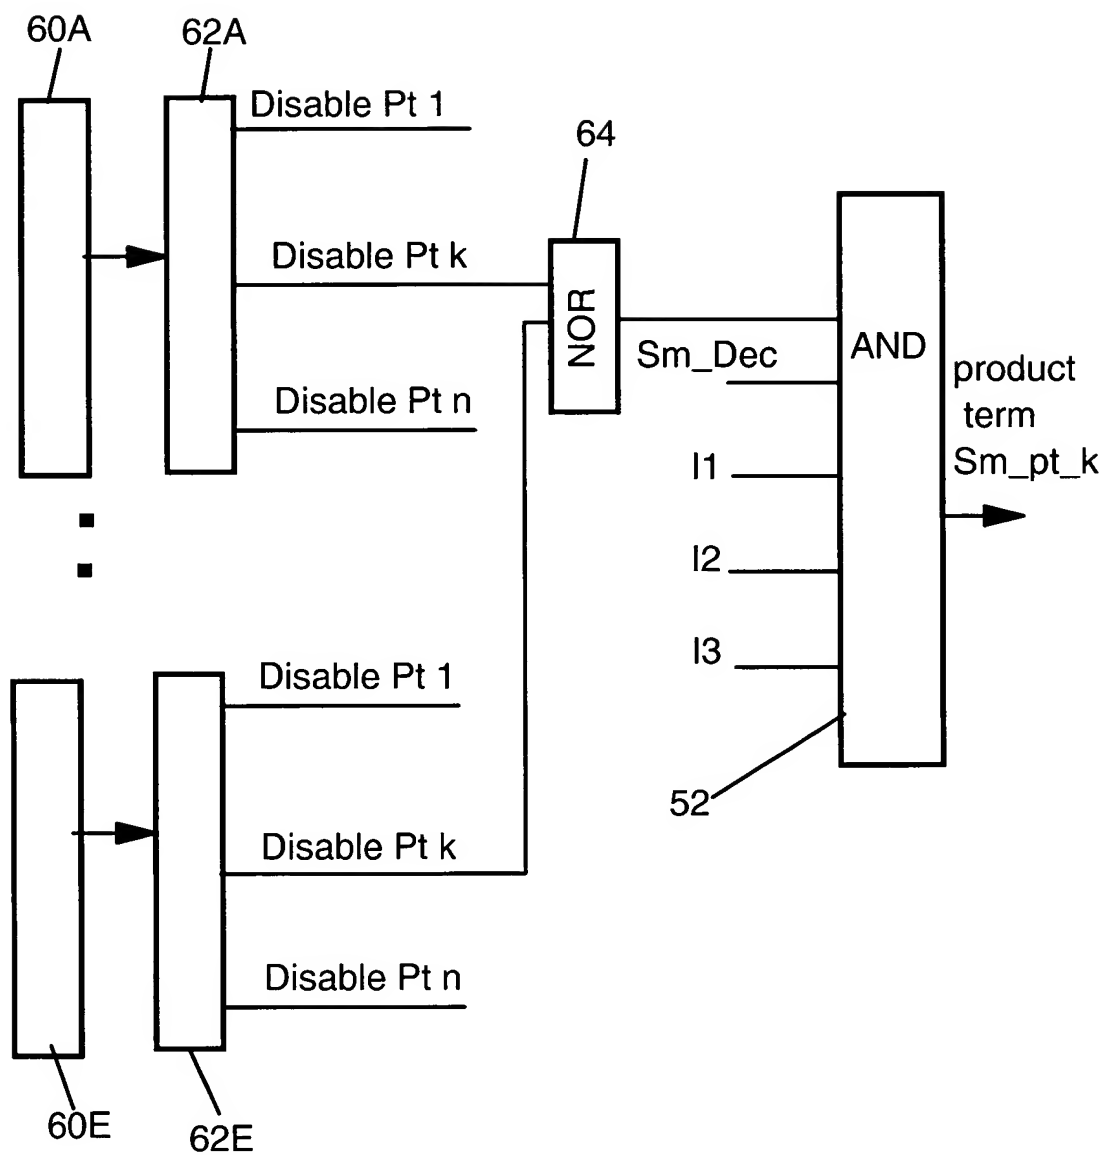 60A
62A
Disable Pt 1
64
Disable Pt k
NOR
Sm_Dec
AND
product
term
Sm_pt_k
Disable Pt n
I1
I2
I3
Disable Pt 1
52
Disable Pt k
Disable Pt n
60E
62E